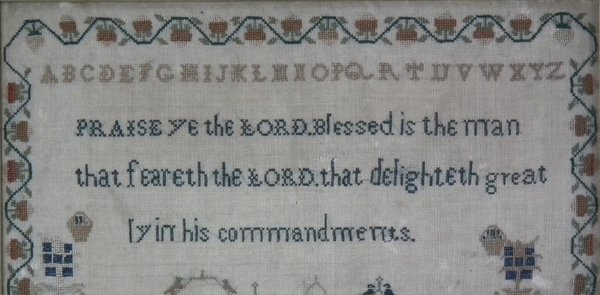 ABCDEFGHIJKLMNOPQRTUVWXYZ
PRAISE ye the LORD.Blessed is the man
that feareth the LORD.that delighteth great
ly in his commandments.